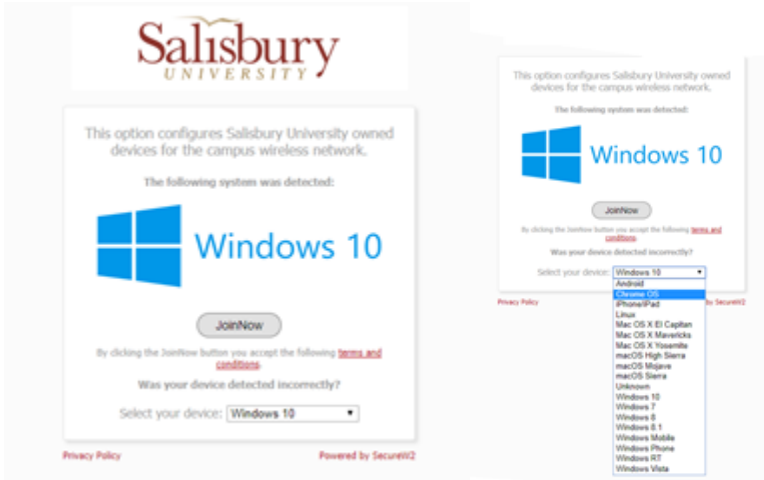 Salisbury
UNIVERSITY
This option configures Salisbury University owned
devices for the campus wireless network.
The following system was detected:
Windows 10
JoinNow
By clicking the JoinNow button you accept the following terms and
conditions.
Was your device detected incorrectly?
Select your device: Windows 10
Privacy Policy
Powered by SecureW2
This option configures Salisbury University owned
devices for the campus wireless network.
The following system was detected:
Windows 10
JoinNow
By clicking the JoinNow button you accept the following terms and
conditions.
Was your device detected incorrectly?
Select your device: Windows 10
Android
Chrome OS
iPhone/iPad
Linux
Mac OS X El Capitan
Mac OS X Mavericks
Mac OS X Yosemite
macOS High Sierra
macOS Mojave
macOS Sierra
Unknown
Windows 10
Windows 7
Windows 8
Windows 8.1
Windows Mobile
Windows Phone
Windows RT
Windows Vista
Privacy Policy
by SecureW2